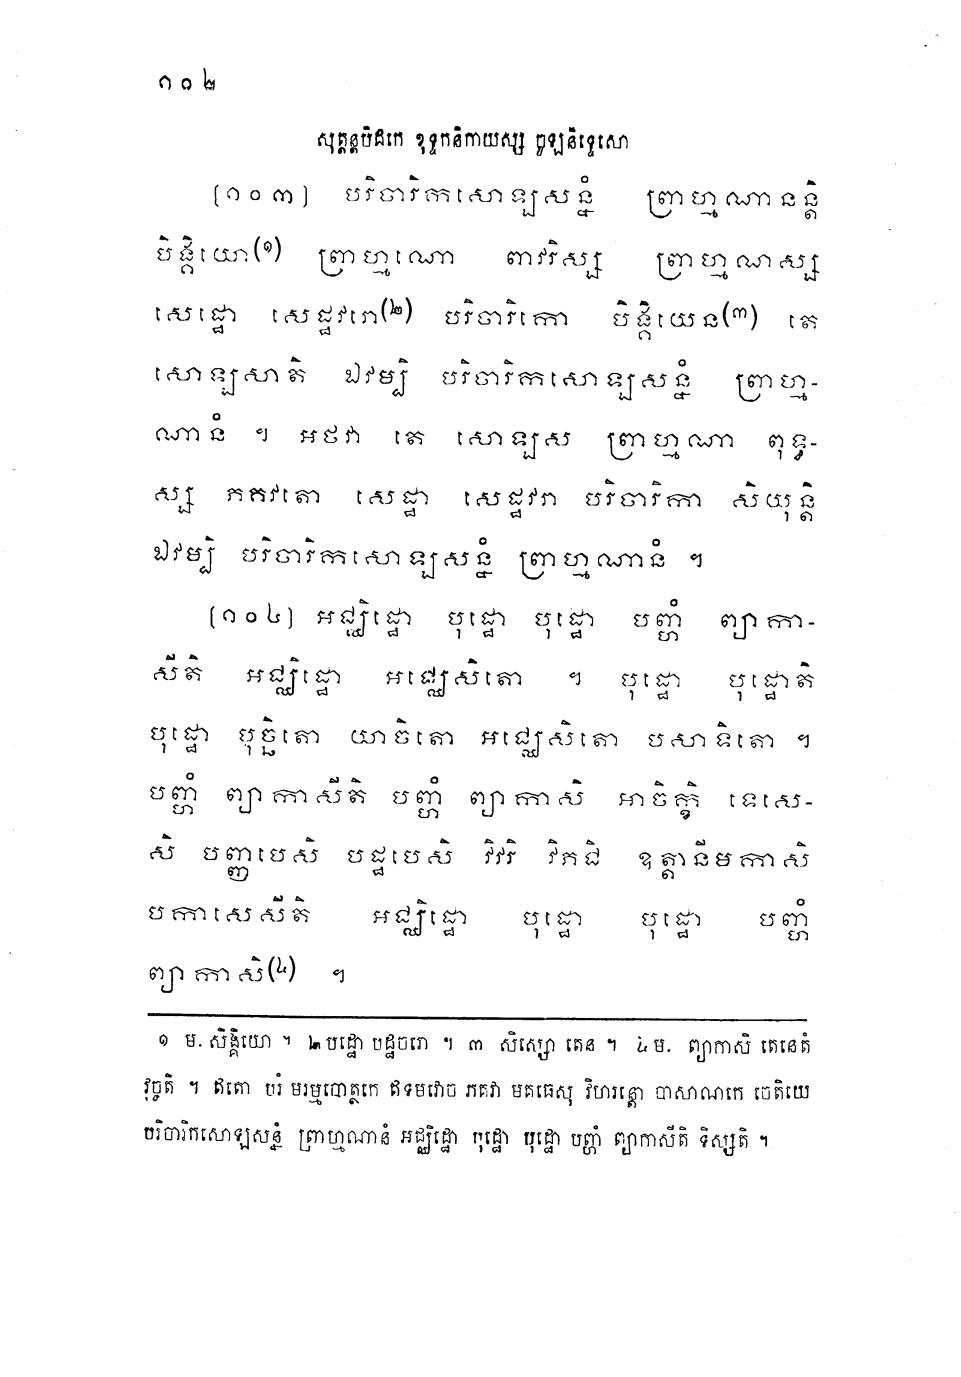 ១០២
សុត្តន្តបិដកេ ខុទ្ទកនិកាយស្ស ចូឡនិទ្ទេសោ
[១០៣] បរិចារិកសោឡសន្នំ ព្រាហ្មណានន្តិ
បិង្គិយោ(១) ព្រាហ្មណោ ពាវរិស្ស ព្រាហ្មណស្ស
សេដ្ឋោ សេដ្ឋវរោ(២) បរិចារិកោ បិង្គិយេន(៣) តេ
សោឡសាតិ ឯវម្បិ បរិចារិកសោឡសន្នំ ព្រាហ្ម-
ណានំ ។ អថវា តេ សោឡស ព្រាហ្មណា ពុទ្ធ-
ស្ស ភគវតោ សេដ្ឋា សេដ្ឋវរា បរិចារិកា សិយុន្តិ
ឯវម្បិ បរិចារិកសោឡសន្នំ ព្រាហ្មណានំ ។
[១០៤] អជ្ឈិដ្ឋោ បុដ្ឋោ បុដ្ឋោ បញ្ហំ ព្យាកា-
សីតិ អជ្ឈិដ្ឋោ អជ្ឈេសិតោ ។ បុដ្ឋោ បុដ្ឋោតិ
បុដ្ឋោ បុច្ឆិតោ យាចិតោ អជ្ឈេសិតោ បសាទិតោ ។
បញ្ហំ ព្យាកាសីតិ បញ្ហំ ព្យាកាសិ អាចិក្ខិ ទេសេ-
សិ បញ្ញបេសិ បដ្ឋបេសិ វិវរិ វិភជិ ឧត្តានីមកាសិ
បកាសេសីតិ អជ្ឈិដ្ឋោ បុដ្ឋោ បុដ្ឋោ បញ្ហំ
ព្យាកាសិ(៤) ។
១ ម. សិង្គិយោ ។ ២ បដ្ឋោ បដ្ឋចរោ ។ ៣ សិស្សោ តេន ។ ៤ ម. ព្យាកាសិ តេនេតំ
វុច្ចតិ ។ ឥតោ បរំ មរម្មបោត្ថកេ ឥទមវោច ភគវា មគធេសុ វិហរន្តោ បាសាណកេ ចេតិយេ
បរិចារិកសោឡសន្នំ ព្រាហ្មណានំ អជ្ឈិដ្ឋោ បុដ្ឋោ បុដ្ឋោ បញ្ហំ ព្យាកាសីតិ ទិស្សតិ ។